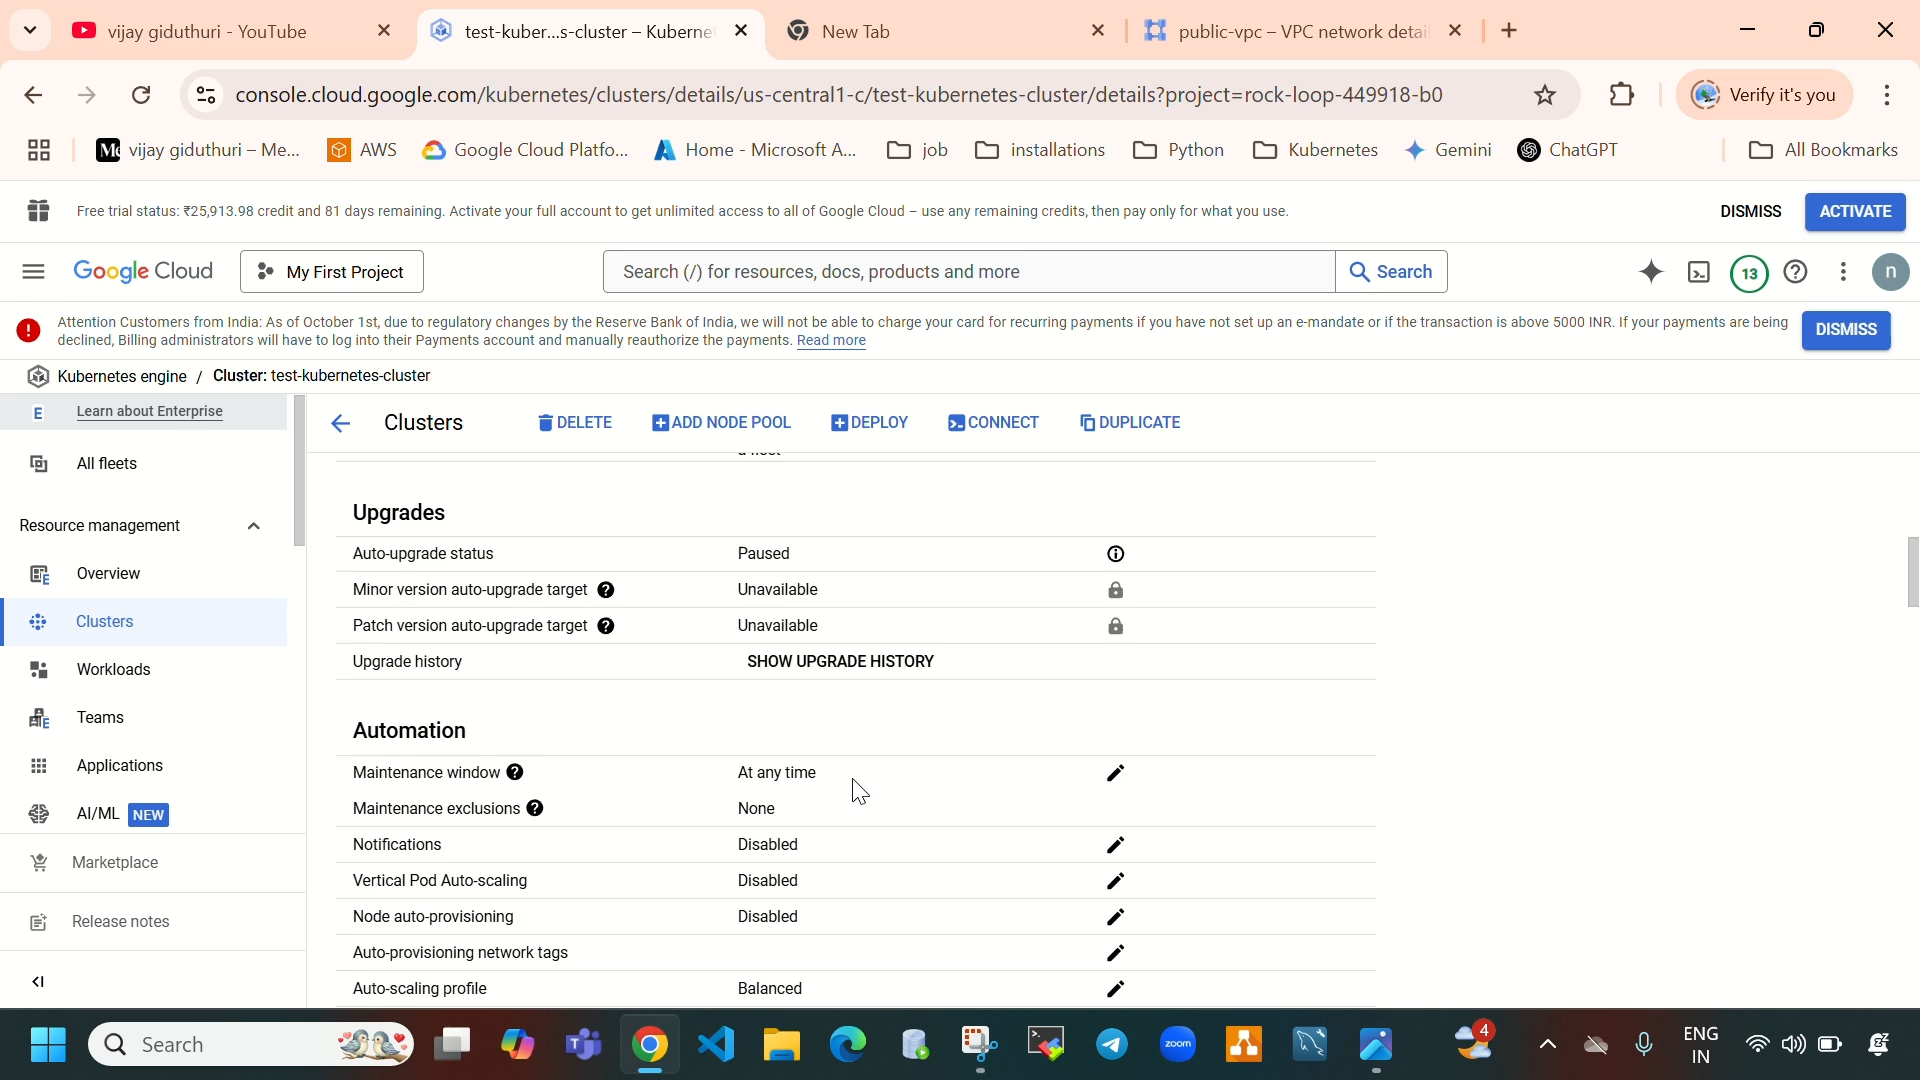 vijay giduthuri - YouTube
test-kuber...s-cluster – Kuberne
New Tab
public-vpc – VPC network detai
console.cloud.google.com/kubernetes/clusters/details/us-central1-c/test-kubernetes-cluster/details?project=rock-loop-449918-b0
Verify it's you
vijay giduthuri – Me...
AWS
Google Cloud Platfo...
Home - Microsoft A...
job
installations
Python
Kubernetes
Gemini
ChatGPT
All Bookmarks
Free trial status: ₹25,913.98 credit and 81 days remaining. Activate your full account to get unlimited access to all of Google Cloud – use any remaining credits, then pay only for what you use.
DISMISS
ACTIVATE
Google Cloud
My First Project
Search (/) for resources, docs, products and more
Search
13
n
Attention Customers from India: As of October 1st, due to regulatory changes by the Reserve Bank of India, we will not be able to charge your card for recurring payments if you have not set up an e-mandate or if the transaction is above 5000 INR. If your payments are being
declined, Billing administrators will have to log into their Payments account and manually reauthorize the payments. Read more
DISMISS
Kubernetes engine / Cluster: test-kubernetes-cluster
E Learn about Enterprise
All fleets
Resource management
Overview
Clusters
Workloads
Teams
Applications
AI/ML NEW
Marketplace
Release notes
Clusters
DELETE
ADD NODE POOL
DEPLOY
CONNECT
DUPLICATE
Upgrades
Auto-upgrade status Paused
Minor version auto-upgrade target Unavailable
Patch version auto-upgrade target Unavailable
Upgrade history SHOW UPGRADE HISTORY
Automation
Maintenance window At any time
Maintenance exclusions None
Notifications Disabled
Vertical Pod Auto-scaling Disabled
Node auto-provisioning Disabled
Auto-provisioning network tags
Auto-scaling profile Balanced
Search
zoom
4
ENG
IN